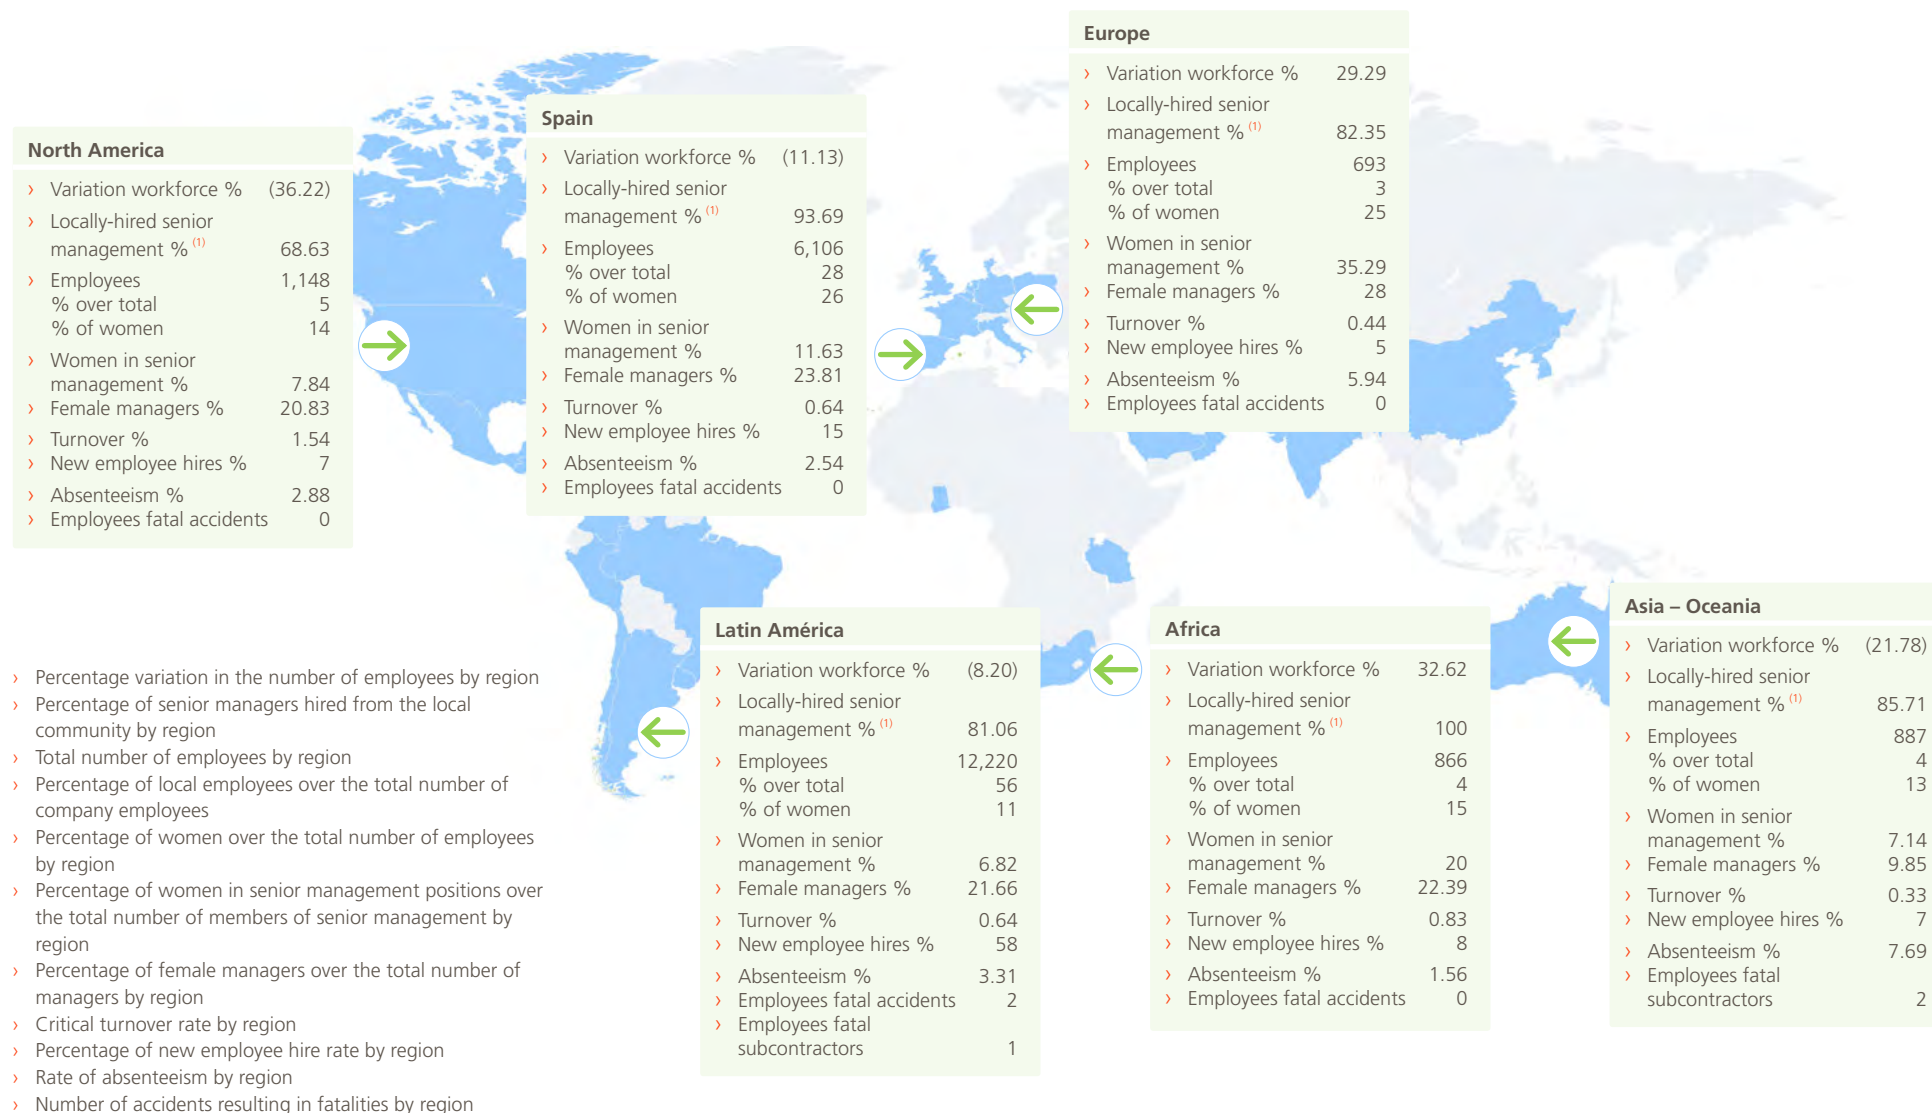 North America
› Variation workforce % (36.22)
› Locally-hired senior
management % (1) 68.63
› Employees 1,148
% over total 5
% of women 14
› Women in senior
management % 7.84
› Female managers % 20.83
› Turnover % 1.54
› New employee hires % 7
› Absenteeism % 2.88
› Employees fatal accidents 0
Spain
› Variation workforce % (11.13)
› Locally-hired senior
management % (1) 93.69
› Employees 6,106
% over total 28
% of women 26
› Women in senior
management % 11.63
› Female managers % 23.81
› Turnover % 0.64
› New employee hires % 15
› Absenteeism % 2.54
› Employees fatal accidents 0
Europe
› Variation workforce % 29.29
› Locally-hired senior
management % (1) 82.35
› Employees 693
% over total 3
% of women 25
› Women in senior
management % 35.29
› Female managers % 28
› Turnover % 0.44
› New employee hires % 5
› Absenteeism % 5.94
› Employees fatal accidents 0
› Percentage variation in the number of employees by region
› Percentage of senior managers hired from the local
community by region
› Total number of employees by region
› Percentage of local employees over the total number of
company employees
› Percentage of women over the total number of employees
by region
› Percentage of women in senior management positions over
the total number of members of senior management by
region
› Percentage of female managers over the total number of
managers by region
› Critical turnover rate by region
› Percentage of new employee hire rate by region
› Rate of absenteeism by region
› Number of accidents resulting in fatalities by region
Latin América
› Variation workforce % (8.20)
› Locally-hired senior
management % (1) 81.06
› Employees 12,220
% over total 56
% of women 11
› Women in senior
management % 6.82
› Female managers % 21.66
› Turnover % 0.64
› New employee hires % 58
› Absenteeism % 3.31
› Employees fatal accidents 2
› Employees fatal
subcontractors 1
Africa
› Variation workforce % 32.62
› Locally-hired senior
management % (1) 100
› Employees 866
% over total 4
% of women 15
› Women in senior
management % 20
› Female managers % 22.39
› Turnover % 0.83
› New employee hires % 8
› Absenteeism % 1.56
› Employees fatal accidents 0
Asia – Oceania
› Variation workforce % (21.78)
› Locally-hired senior
management % (1) 85.71
› Employees 887
% over total 4
% of women 13
› Women in senior
management % 7.14
› Female managers % 9.85
› Turnover % 0.33
› New employee hires % 7
› Absenteeism % 7.69
› Employees fatal
subcontractors 2